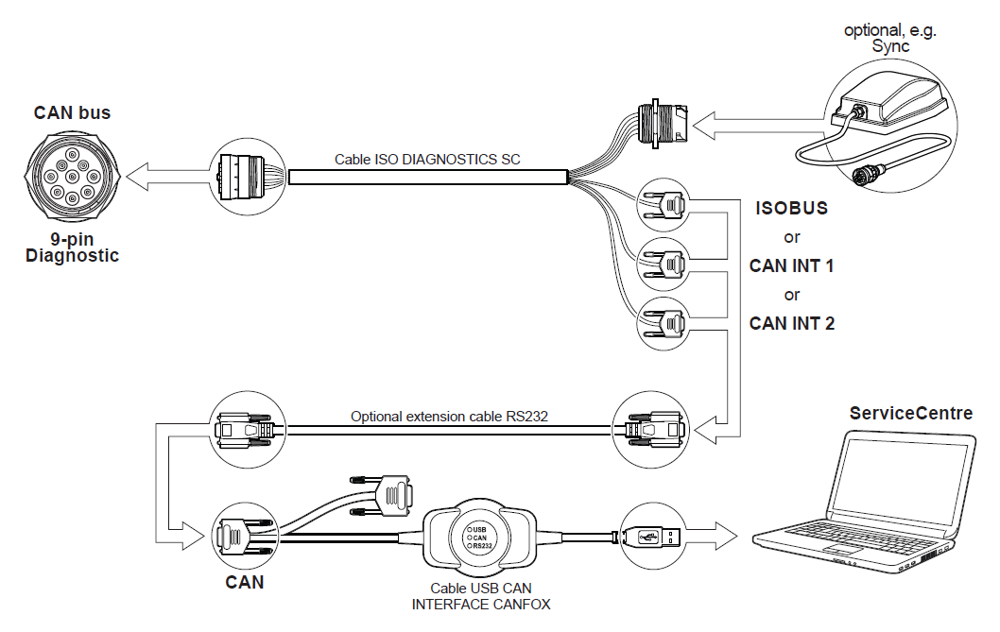 optional, e.g.
Sync
CAN bus
Cable ISO DIAGNOSTICS SC
9-pin
Diagnostic
ISOBUS
or
CAN INT 1
or
CAN INT 2
Optional extension cable RS232
ServiceCentre
USB
CAN
RS232
CAN
Cable USB CAN
INTERFACE CANFOX